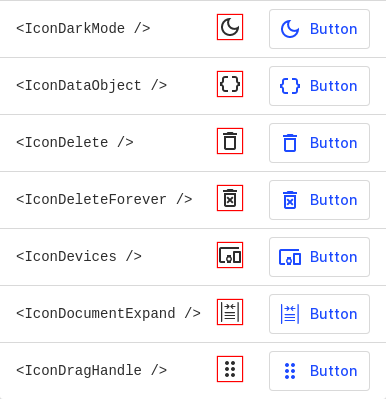 <IconDarkMode /> Button
<IconDataObject /> Button
<IconDelete /> Button
<IconDeleteForever /> Button
<IconDevices /> Button
<IconDocumentExpand /> Button
<IconDragHandle /> Button